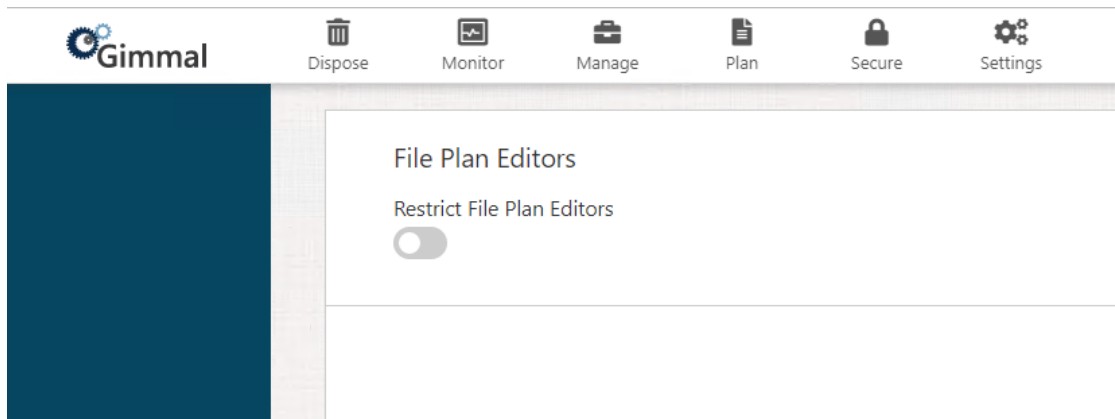 Gimmal
Dispose
Monitor
Manage
Plan
Secure
Settings
File Plan Editors
Restrict File Plan Editors